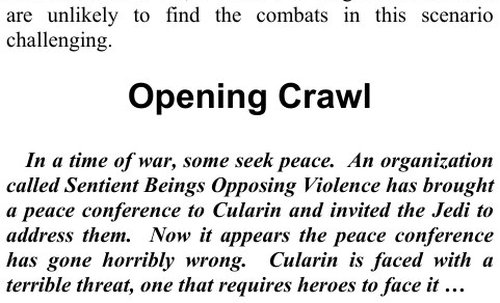 are unlikely to find the combats in this scenario
challenging.
Opening Crawl
In a time of war, some seek peace.  An organization
called Sentient Beings Opposing Violence has brought
a peace conference to Cularin and invited the Jedi to
address them.  Now it appears the peace conference
has gone horribly wrong.  Cularin is faced with a
terrible threat, one that requires heroes to face it …